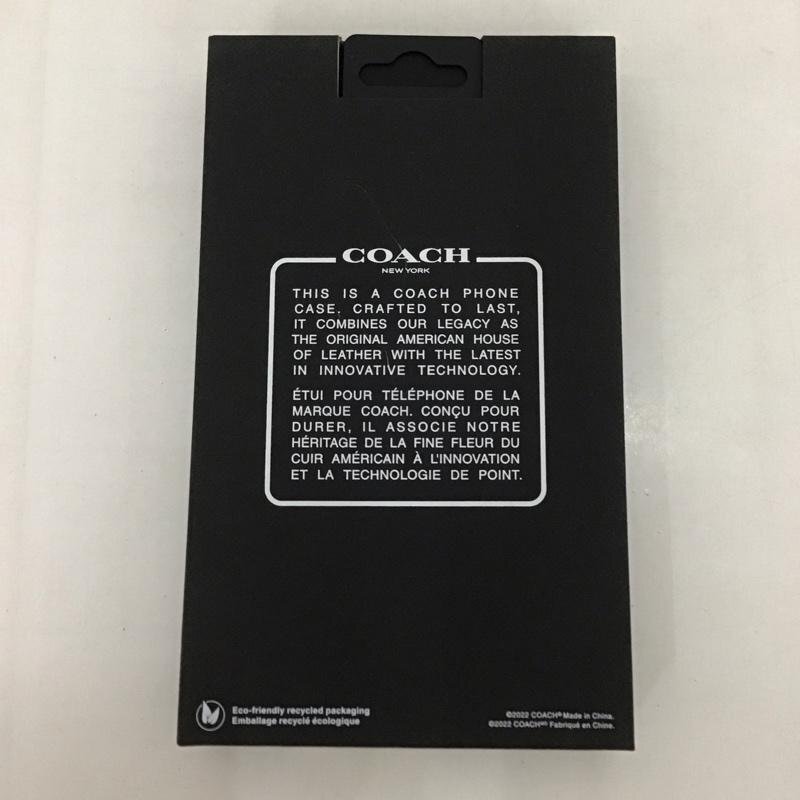 COACH
NEW YORK
THIS IS A COACH PHONE
CASE. CRAFTED TO LAST,
IT COMBINES OUR LEGACY AS
THE ORIGINAL AMERICAN HOUSE
OF LEATHER WITH THE LATEST
IN INNOVATIVE TECHNOLOGY.
ÉTUI POUR TÉLÉPHONE DE LA
MARQUE COACH. CONÇU POUR
DURER, IL ASSOCIE NOTRE
HÉRITAGE DE LA FINE FLEUR DU
CUIR AMÉRICAIN À L'INNOVATION
ET LA TECHNOLOGIE DE POINT.
Eco-friendly recycled packaging
Emballage recyclé écologique
©2022 COACH® Made in China.
©2022 COACHᴹᴰ Fabriqué en Chine.